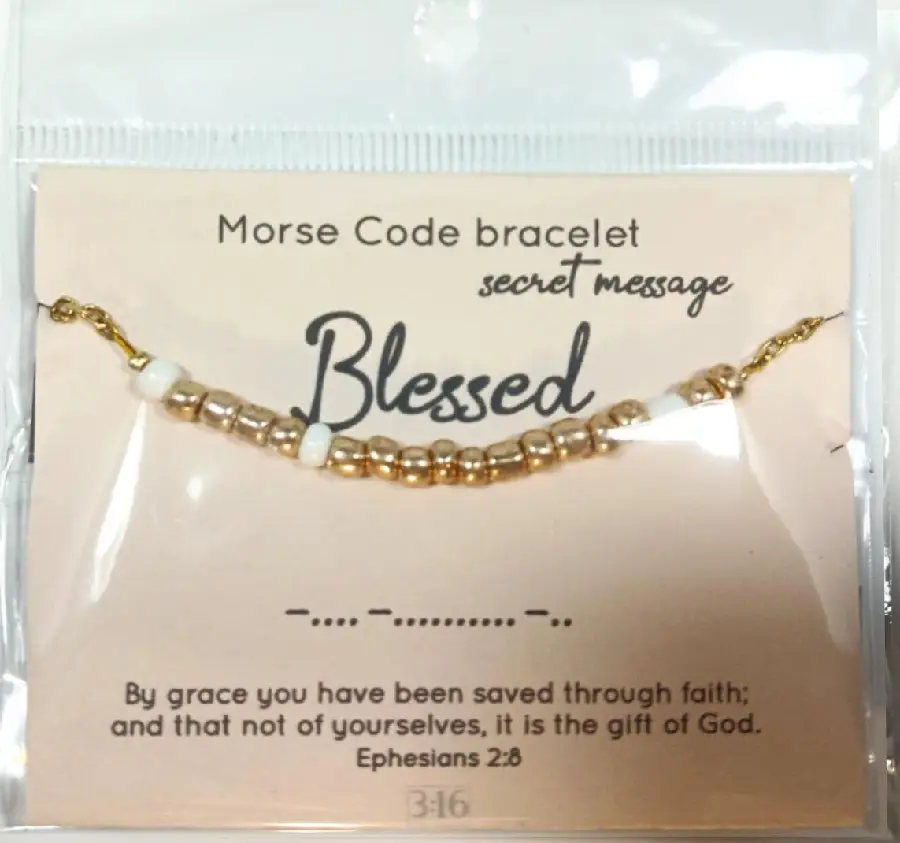 Morse Code bracelet
secret message
Blessed
–....–..........–..
By grace you have been saved through faith;
and that not of yourselves, it is the gift of God.
Ephesians 2:8
3:16